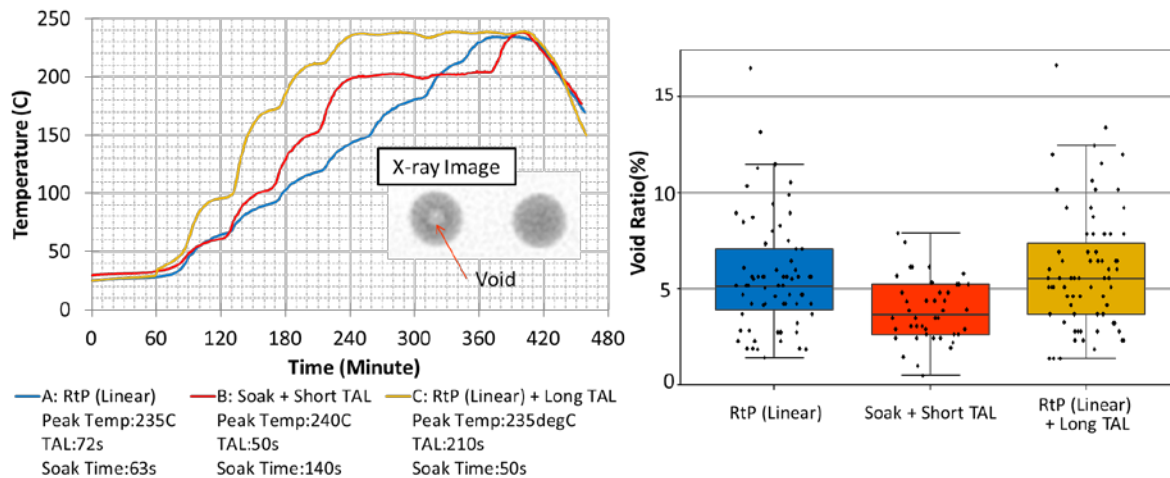 250
200
150
100
50
0
Temperature (C)
0 60 120 180 240 300 360 420 480
Time (Minute)
X-ray Image
Void
A: RtP (Linear)
Peak Temp:235C
TAL:72s
Soak Time:63s
B: Soak + Short TAL
Peak Temp:240C
TAL:50s
Soak Time:140s
C: RtP (Linear) + Long TAL
Peak Temp:235degC
TAL:210s
Soak Time:50s
15
10
5
0
Void Ratio(%)
RtP (Linear)
Soak + Short TAL
RtP (Linear)
+ Long TAL